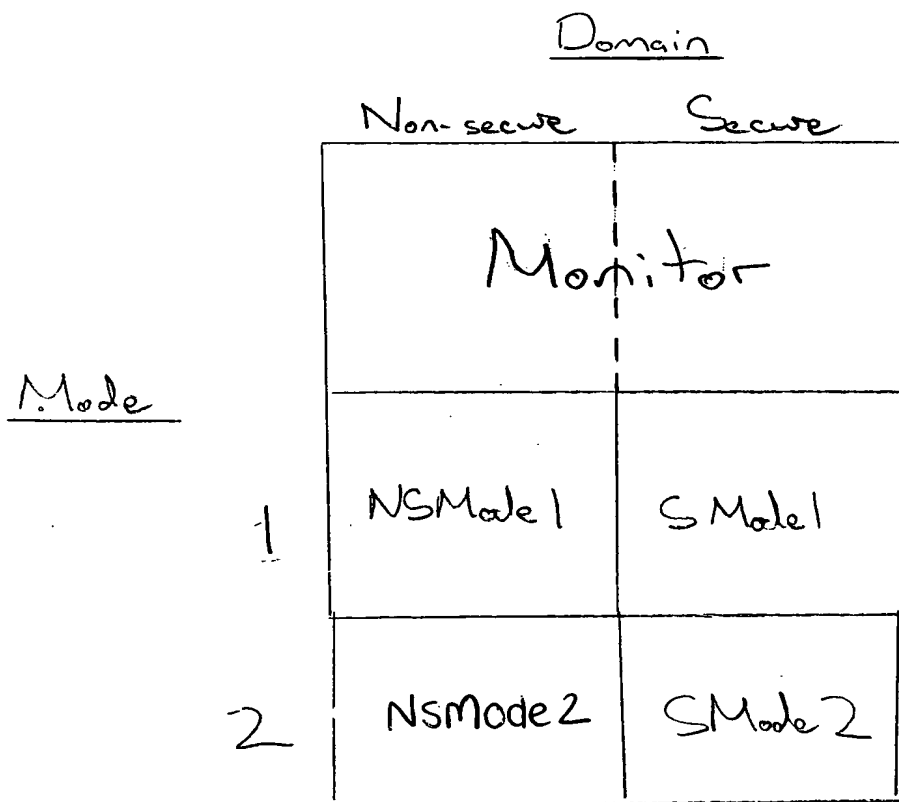 Domain
Non-secure Secure
Monitor
Mode
1 NSMode1 SMode1
2 NSMode2 SMode2